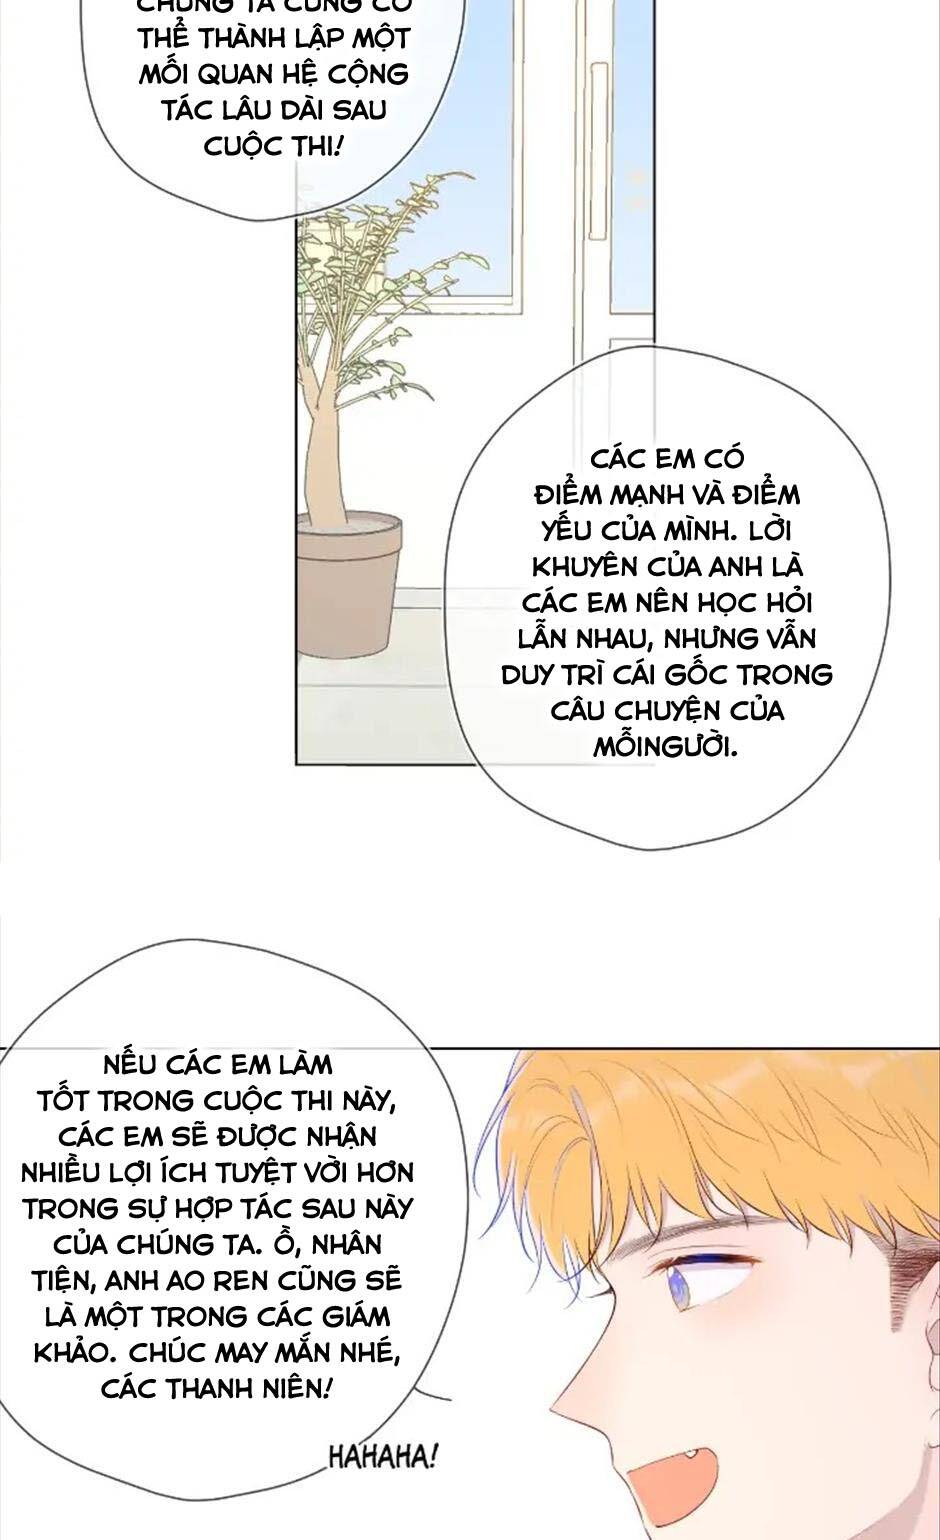 CHÚNG TA CŨNG CÓ
THỂ THÀNH LẬP MỘT
MỐI QUAN HỆ CỘNG
TÁC LÂU DÀI SAU
CUỘC THI!
CÁC EM CÓ
ĐIỂM MẠNH VÀ ĐIỂM
YẾU CỦA MÌNH. LỜI
KHUYÊN CỦA ANH LÀ
CÁC EM NÊN HỌC HỎI
LẪN NHAU, NHƯNG VẪN
DUY TRÌ CÁI GỐC TRONG
CÂU CHUYỆN CỦA
MỖINGƯỜI.
NẾU CÁC EM LÀM
TỐT TRONG CUỘC THI NÀY,
CÁC EM SẼ ĐƯỢC NHẬN
NHIỀU LỢI ÍCH TUYỆT VỜI HƠN
TRONG SỰ HỢP TÁC SAU NÀY
CỦA CHÚNG TA. Ồ, NHÂN
TIỆN, ANH AO REN CŨNG SẼ
LÀ MỘT TRONG CÁC GIÁM
KHẢO. CHÚC MAY MẮN NHÉ,
CÁC THANH NIÊN!
HAHAHA!